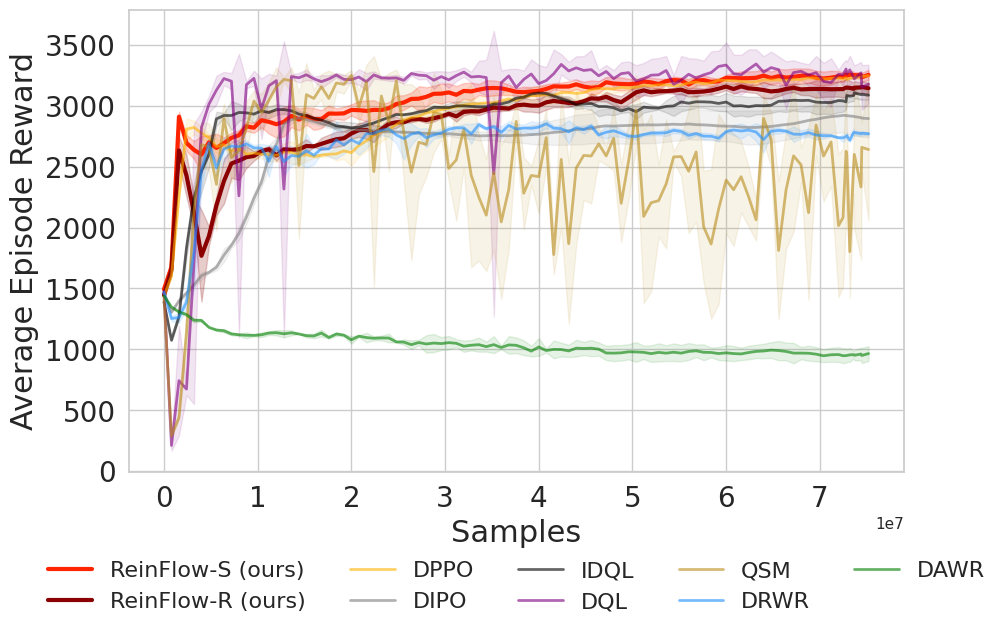 3500
3000
2500
2000
1500
1000
500
0
Average Episode Reward
0 1 2 3 4 5 6 7
1e7
Samples
ReinFlow-S (ours) DPPO IDQL QSM DAWR
ReinFlow-R (ours) DIPO DQL DRWR